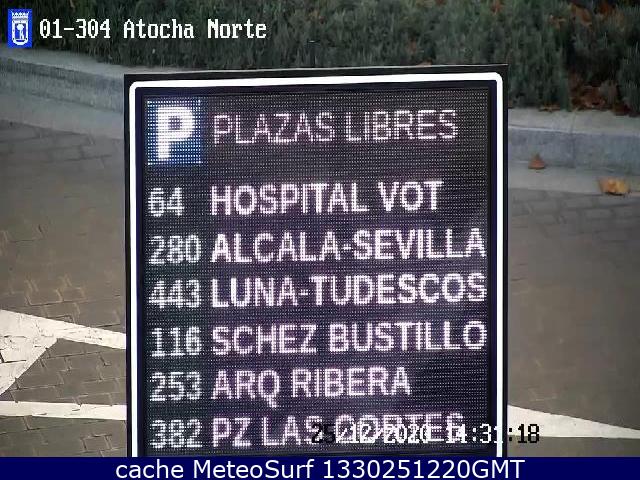 01-304 Atocha Norte
P PLAZAS LIBRES
64 HOSPITAL VOT
280 ALCALA-SEVILLA
443 LUNA-TUDESCOS
116 SCHEZ BUSTILLO
253 ARQ RIBERA
382 PZ LAS CORTES
25/12/2020 14:31:18
cache MeteoSurf 1330251220GMT